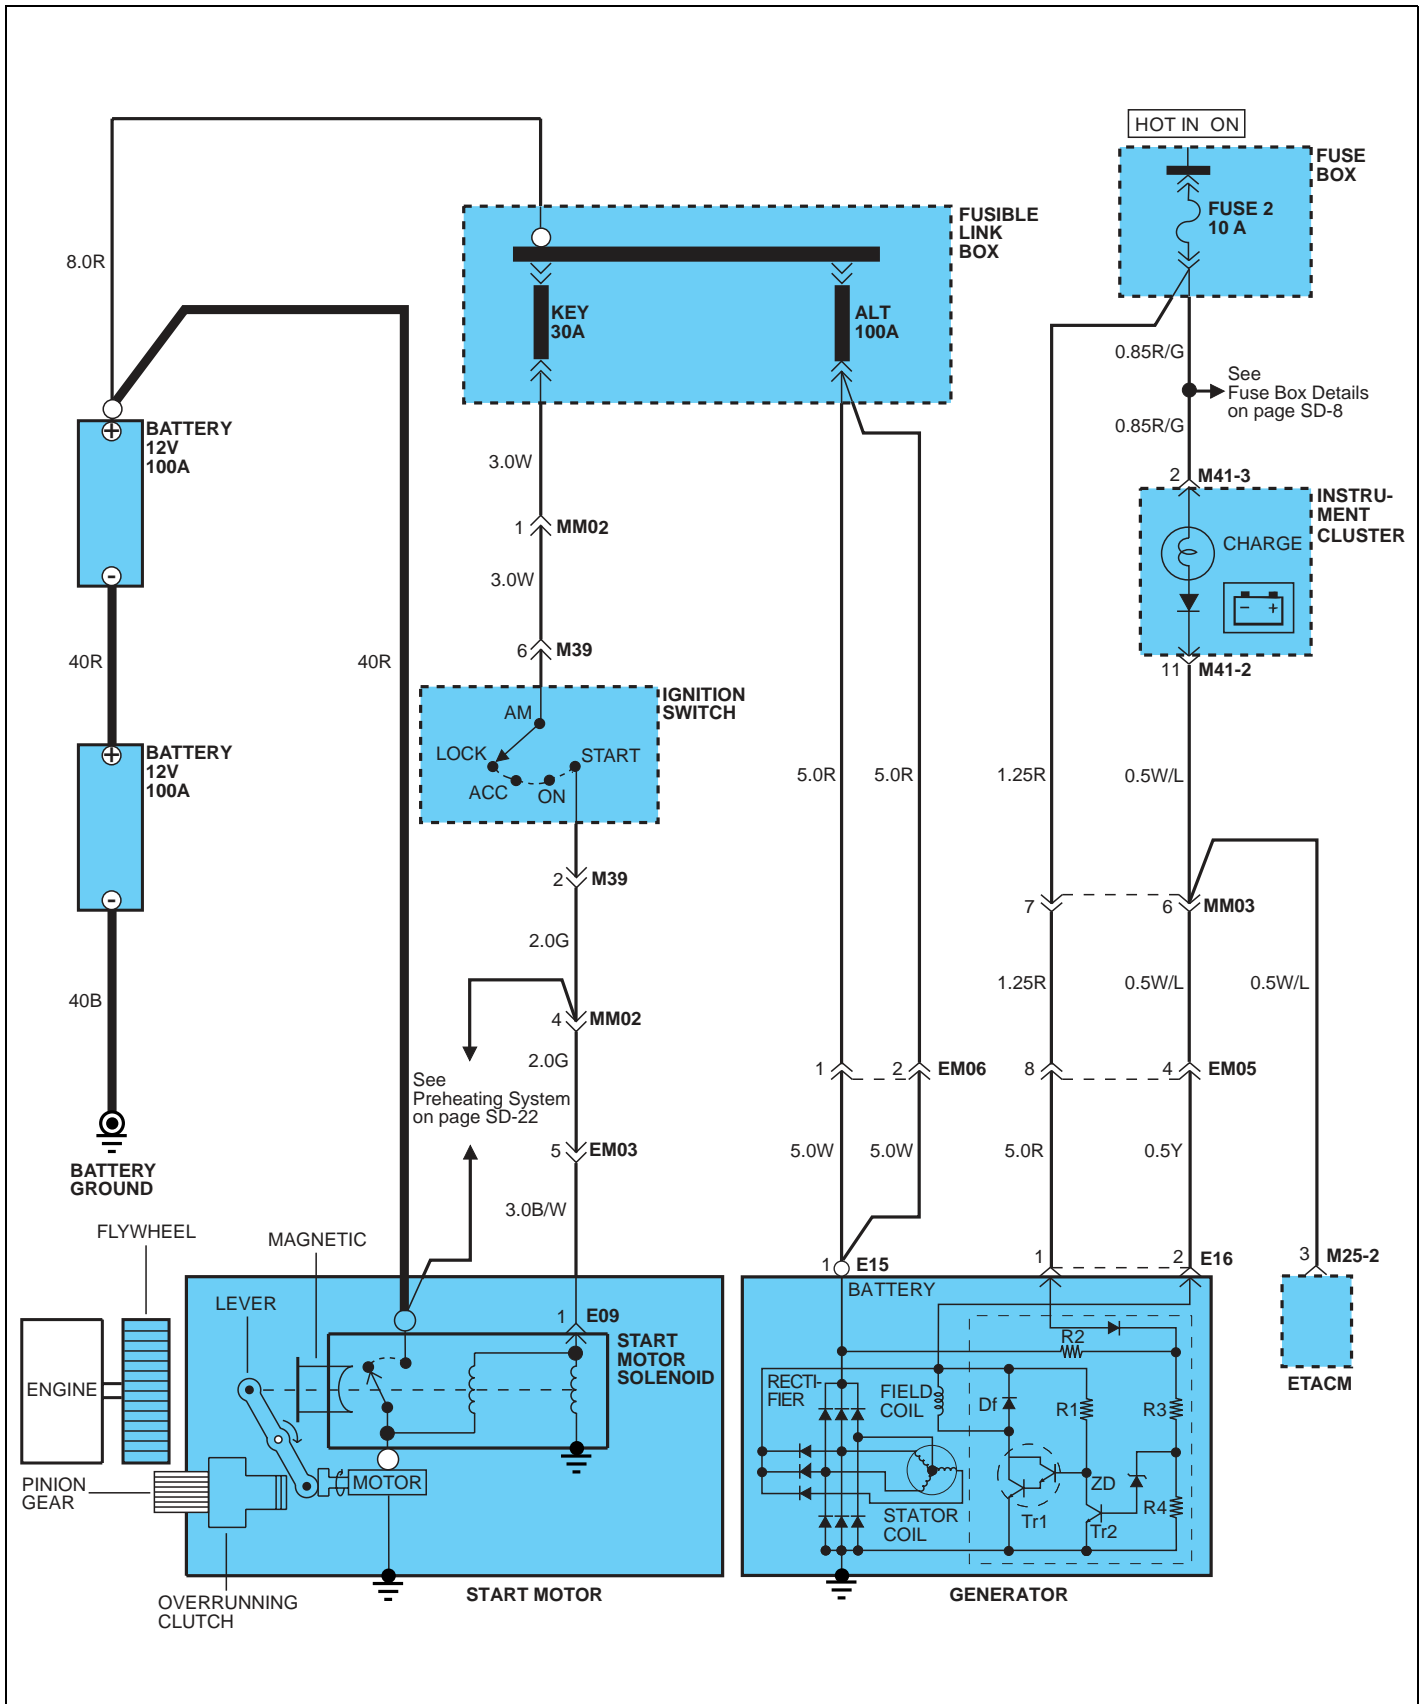 HOT IN ON
FUSE
BOX
FUSE 2
10 A
FUSIBLE
LINK
BOX
8.0R
KEY
30A
ALT
100A
0.85R/G
See
Fuse Box Details
on page SD-8
0.85R/G
+
BATTERY
12V
100A
-
3.0W
1 MM02
3.0W
6 M39
2 M41-3
INSTRU-
MENT
CLUSTER
CHARGE
- +
11 M41-2
40R
40R
IGNITION
SWITCH
AM
LOCK
START
ACC
ON
+
BATTERY
12V
100A
-
5.0R
5.0R
1.25R
0.5W/L
2 M39
7
6 MM03
2.0G
1.25R
0.5W/L
0.5W/L
40B
4 MM02
2.0G
See
Preheating System
on page SD-22
1
2 EM06
8
4 EM05
5 EM03
5.0W
5.0W
5.0R
0.5Y
BATTERY
GROUND
3.0B/W
FLYWHEEL
MAGNETIC
1 E15
1
2 E16
3 M25-2
BATTERY
LEVER
1 E09
START
MOTOR
SOLENOID
R2
ENGINE
RECTI-
FIER
FIELD
COIL
Df
R1
R3
ETACM
PINION
GEAR
MOTOR
ZD
R4
STATOR
COIL
Tr1
Tr2
OVERRUNNING
CLUTCH
START MOTOR
GENERATOR